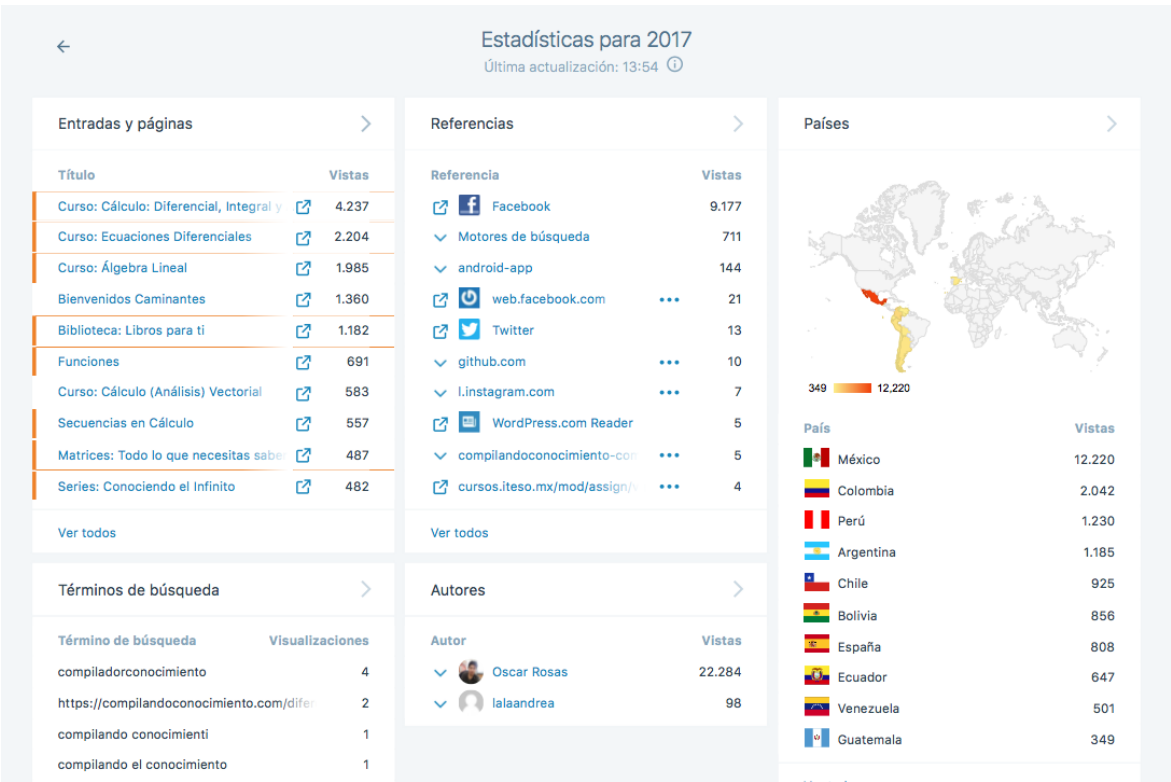 Estadísticas para 2017
Última actualización: 13:54
Entradas y páginas
Título Vistas
Curso: Cálculo: Diferencial, Integral y 4.237
Curso: Ecuaciones Diferenciales 2.204
Curso: Álgebra Lineal 1.985
Bienvenidos Caminantes 1.360
Biblioteca: Libros para ti 1.182
Funciones 691
Curso: Cálculo (Análisis) Vectorial 583
Secuencias en Cálculo 557
Matrices: Todo lo que necesitas saber 487
Series: Conociendo el Infinito 482
Ver todos
Términos de búsqueda
Término de búsqueda Visualizaciones
compiladorconocimiento 4
https://compilandoconocimiento.com/difer 2
compilando conocimienti 1
compilando el conocimiento 1
Referencias
Referencia Vistas
Facebook 9.177
Motores de búsqueda 711
android-app 144
web.facebook.com 21
Twitter 13
github.com 10
l.instagram.com 7
WordPress.com Reader 5
compilandoconocimiento-com 5
cursos.iteso.mx/mod/assign/v 4
Ver todos
Autores
Autor Vistas
Oscar Rosas 22.284
lalaandrea 98
Países
349 12,220
País Vistas
México 12.220
Colombia 2.042
Perú 1.230
Argentina 1.185
Chile 925
Bolivia 856
España 808
Ecuador 647
Venezuela 501
Guatemala 349